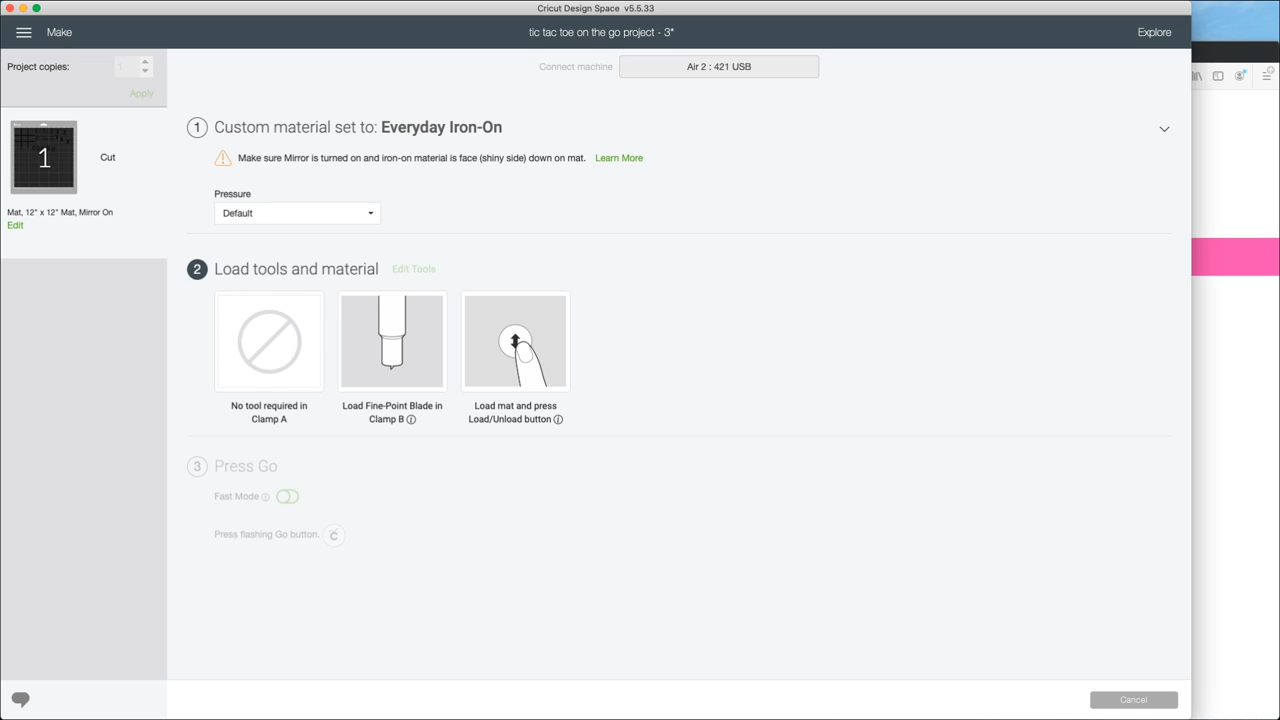 Cricut Design Space v5.5.33
Make
tic tac toe on the go project - 3*
Explore
Project copies:
1
Apply
Connect machine
Air 2 : 421 USB
1
Cut
Mat, 12" x 12" Mat, Mirror On
Edit
1 Custom material set to: Everyday Iron-On
Make sure Mirror is turned on and iron-on material is face (shiny side) down on mat. Learn More
Pressure
Default
2 Load tools and material Edit Tools
No tool required in
Clamp A
Load Fine-Point Blade in
Clamp B
Load mat and press
Load/Unload button
3 Press Go
Fast Mode
Press flashing Go button.
Cancel